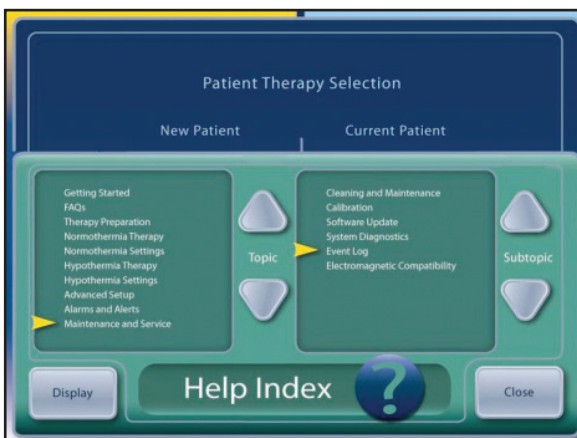 Patient Therapy Selection
New Patient
Current Patient
Getting Started
FAQs
Therapy Preparation
Normothermia Therapy
Normothermia Settings
Hypothermia Therapy
Hypothermia Settings
Advanced Setup
Alarms and Alerts
Maintenance and Service
Topic
Cleaning and Maintenance
Calibration
Software Update
System Diagnostics
Event Log
Electromagnetic Compatibility
Subtopic
Display
Help Index
?
Close